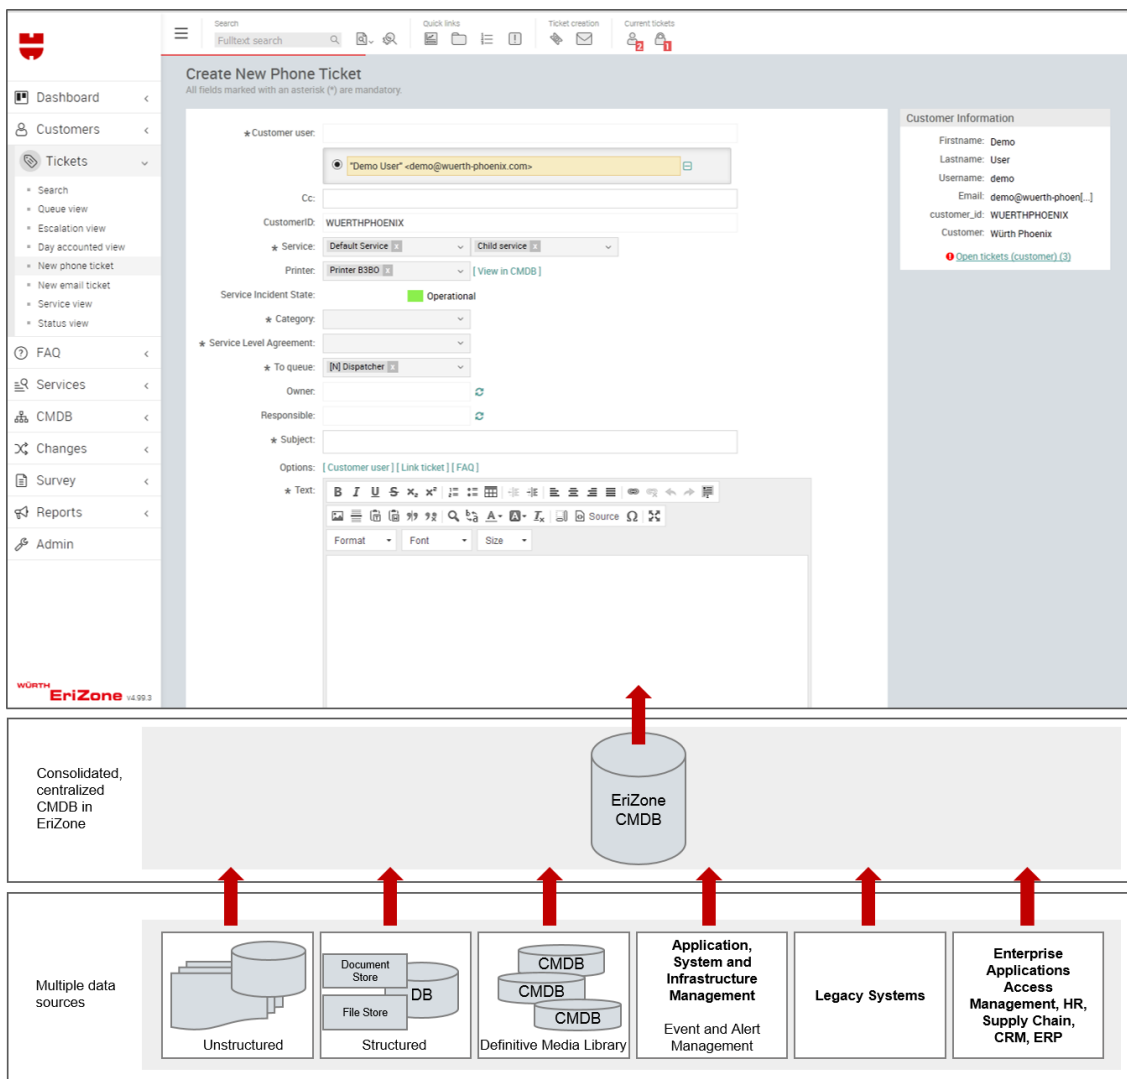 Search
Quick links
Ticket creation
Current tickets
Fulltext search
2
1
Create New Phone Ticket
All fields marked with an asterisk (*) are mandatory.
Dashboard
Customers
Tickets
Search
Queue view
Escalation view
Day accounted view
New phone ticket
New email ticket
Service view
Status view
FAQ
Services
CMDB
Changes
Survey
Reports
Admin
WÜRTH
EriZone v4.99.3
* Customer user:
"Demo User" <demo@wuerth-phoenix.com>
Cc:
CustomerID: WUERTHPHOENIX
* Service: Default Service x Child service x
Printer: Printer B3B0 x [ View in CMDB ]
Service Incident State: Operational
* Category:
* Service Level Agreement:
* To queue: [N] Dispatcher x
Owner:
Responsible:
* Subject:
Options: [ Customer user ] [ Link ticket ] [ FAQ ]
* Text:
B I U S x₂ x²
Source Ω
Format Font Size
Customer Information
Firstname: Demo
Lastname: User
Username: demo
Email: demo@wuerth-phoen[...]
customer_id: WUERTHPHOENIX
Customer: Würth Phoenix
Open tickets (customer) (3)
Consolidated,
centralized
CMDB in
EriZone
EriZone
CMDB
Multiple data
sources
Unstructured
Document
Store
DB
File Store
Structured
CMDB
CMDB
CMDB
Definitive Media Library
Application,
System and
Infrastructure
Management
Event and Alert
Management
Legacy Systems
Enterprise
Applications
Access
Management, HR,
Supply Chain,
CRM, ERP